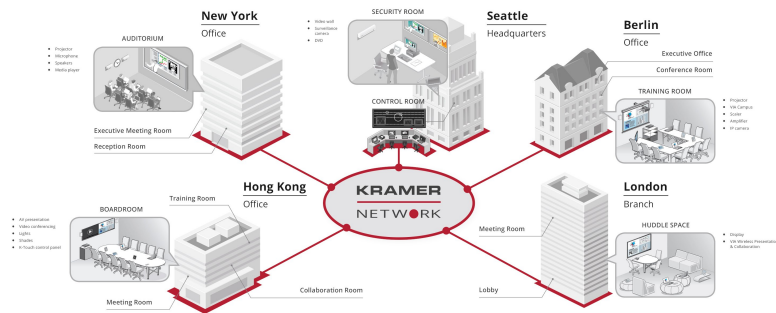 New York
Office
AUDITORIUM
Projector
Microphone
Speakers
Media player
Executive Meeting Room
Reception Room
SECURITY ROOM
Video wall
Surveillance
camera
DVD
CONTROL ROOM
Seattle
Headquarters
Berlin
Office
Executive Office
Conference Room
TRAINING ROOM
Projector
VIA Campus
Scaler
Amplifier
IP camera
KRAMER
NETWORK
Hong Kong
Office
BOARDROOM
AV presentation
Video conferencing
Lights
Shades
K-Touch control panel
Training Room
Meeting Room
Collaboration Room
London
Branch
Meeting Room
Lobby
HUDDLE SPACE
Display
VIA Wireless Presentatio
& Collaboration